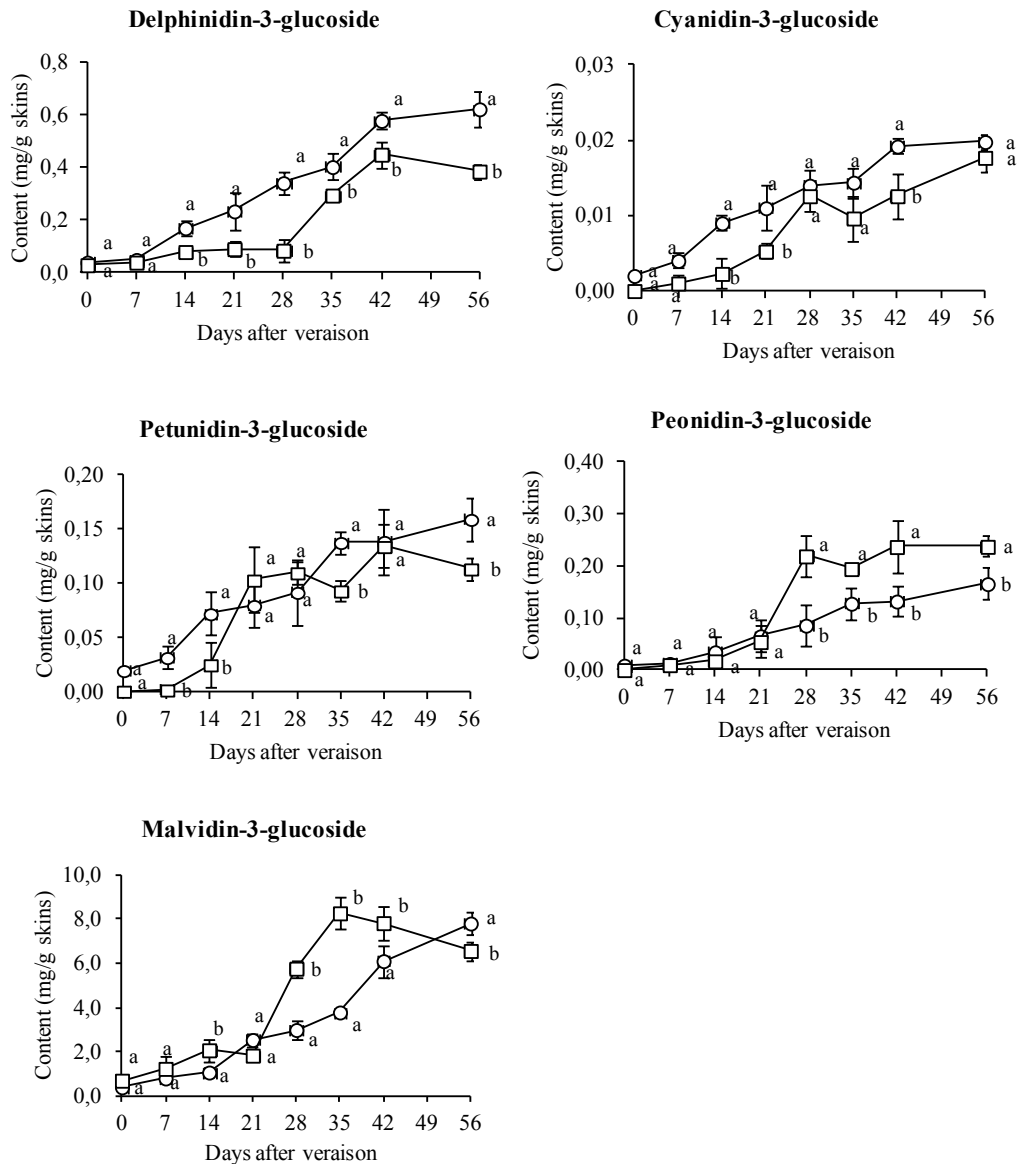 Delphinidin-3-glucoside
Content (mg/g skins)
0,8
0,6
0,4
0,2
0,0
a a a a a a a a
a a b b b b b b
0 7 14 21 28 35 42 49 56
Days after veraison
Cyanidin-3-glucoside
Content (mg/g skins)
0,03
0,02
0,01
0,00
a a a a a a a a
a a b b a a b a
0 7 14 21 28 35 42 49 56
Days after veraison
Petunidin-3-glucoside
Content (mg/g skins)
0,20
0,15
0,10
0,05
0,00
a a a a a a a a
a b b a a b a b
0 7 14 21 28 35 42 49 56
Days after veraison
Peonidin-3-glucoside
Content (mg/g skins)
0,40
0,30
0,20
0,10
0,00
a a a a a a a a
a a a a b b b b
0 7 14 21 28 35 42 49 56
Days after veraison
Malvidin-3-glucoside
Content (mg/g skins)
10,0
8,0
6,0
4,0
2,0
0,0
a a b a b b b a
a a a a a a a b
0 7 14 21 28 35 42 49 56
Days after veraison